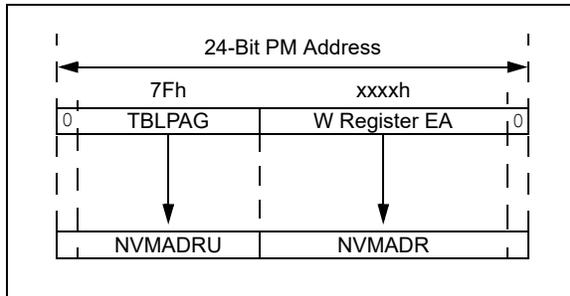 24-Bit PM Address
7Fh xxxxh
0 TBLPAG W Register EA 0
NVMADRU NVMADR